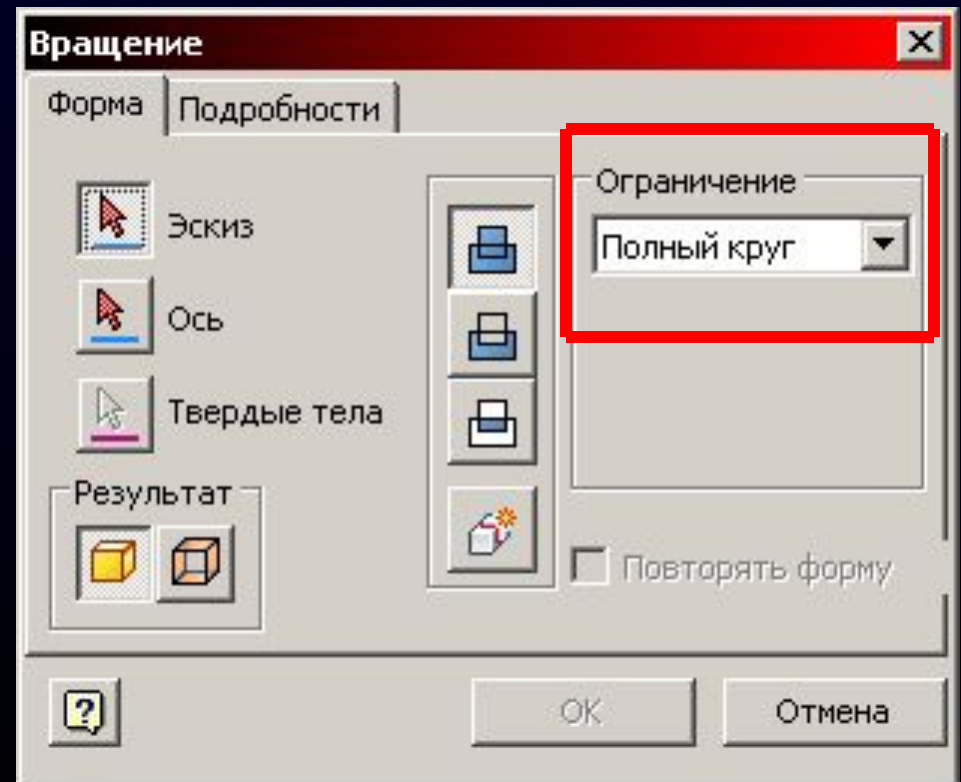 Вращение
Форма
Подробности
Эскиз
Ось
Твердые тела
Результат
Ограничение
Полный круг
Повторять форму
OK
Отмена